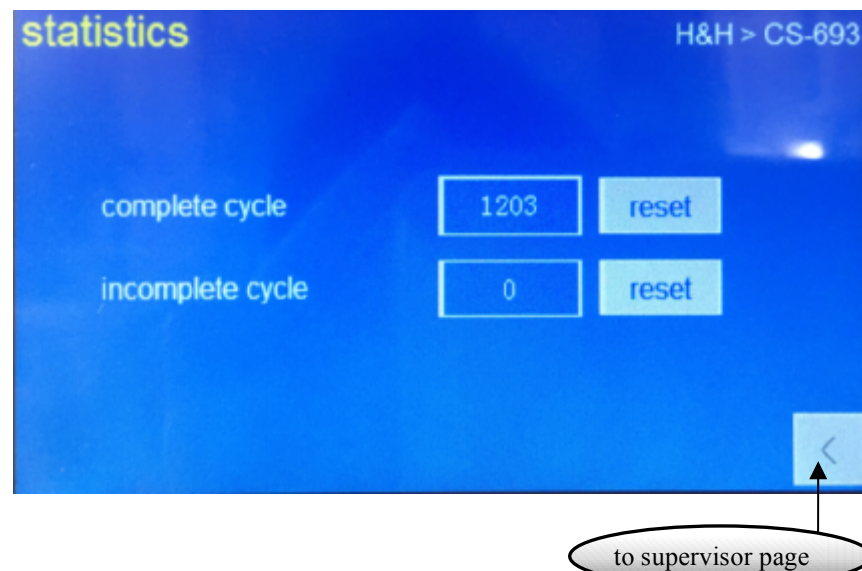 statistics H&H > CS-693
complete cycle 1203 reset
incomplete cycle 0 reset
<
to supervisor page